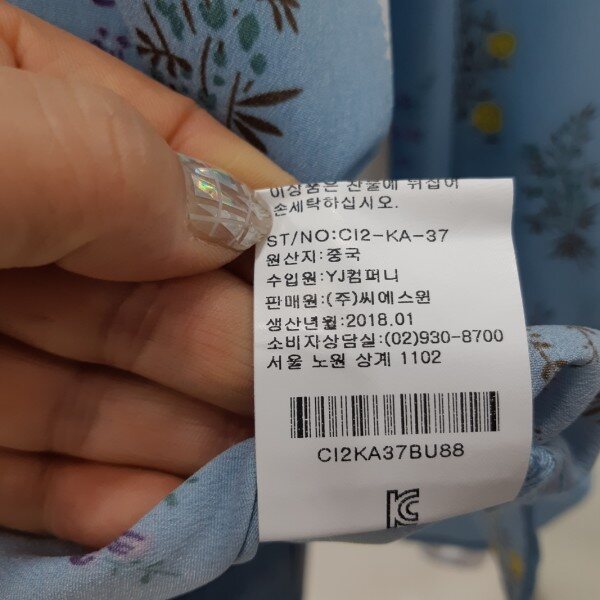 이상품은 찬물에 뒤집어
손세탁하십시오.
ST/NO:CI2-KA-37
원산지:중국
수입원:YJ컴퍼니
판매원:(주)씨에스윈
생산년월:2018.01
소비자상담실:(02)930-8700
서울 노원 상계 1102
CI2KA37BU88